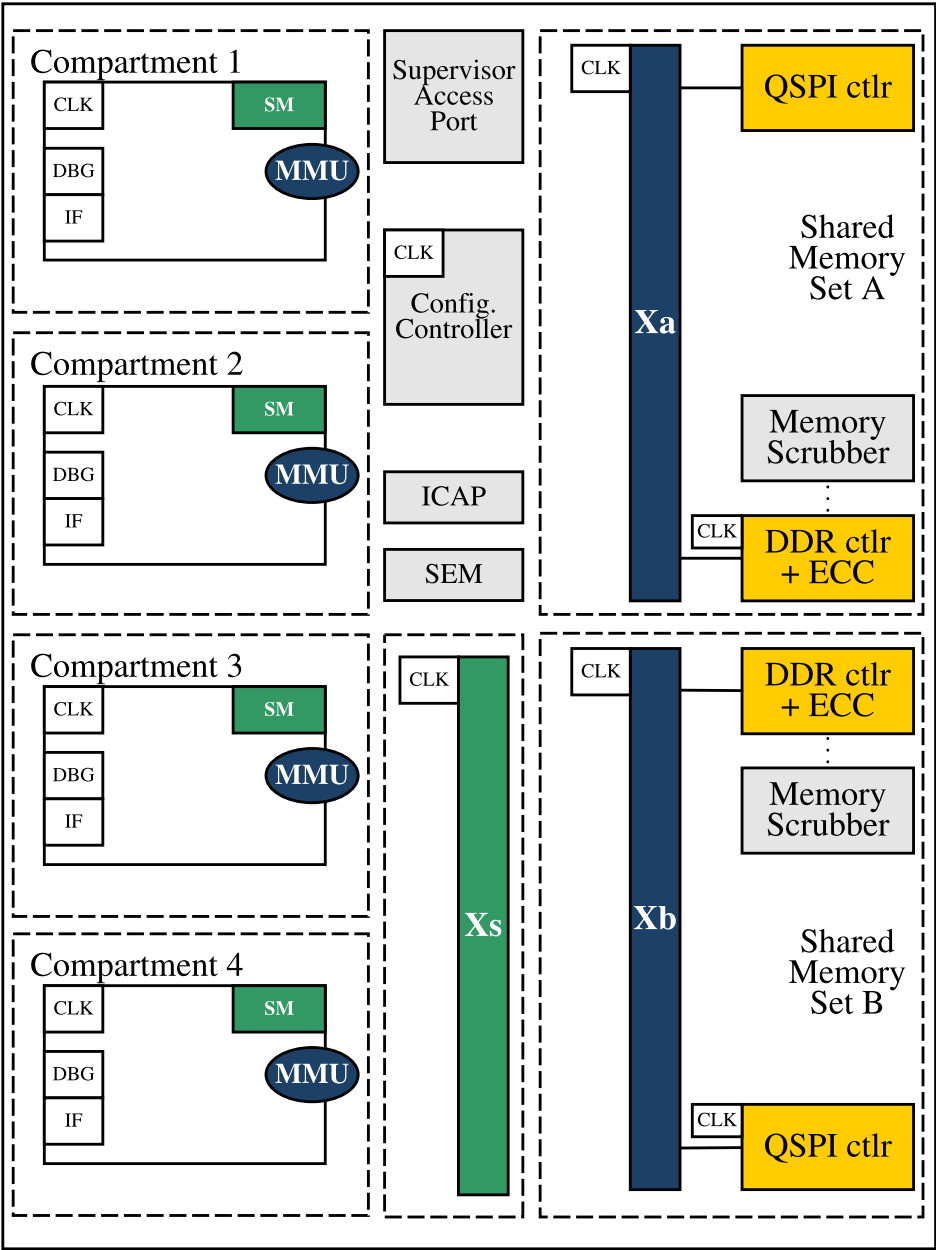 Compartment 1
CLK
SM
DBG
MMU
IF
Compartment 2
CLK
SM
DBG
MMU
IF
Compartment 3
CLK
SM
DBG
MMU
IF
Compartment 4
CLK
SM
DBG
MMU
IF
Supervisor
Access
Port
CLK
Config.
Controller
ICAP
SEM
CLK
Xs
CLK
Xa
QSPI ctlr
Shared
Memory
Set A
Memory
Scrubber
CLK
DDR ctlr
+ ECC
CLK
Xb
DDR ctlr
+ ECC
Memory
Scrubber
Shared
Memory
Set B
CLK
QSPI ctlr